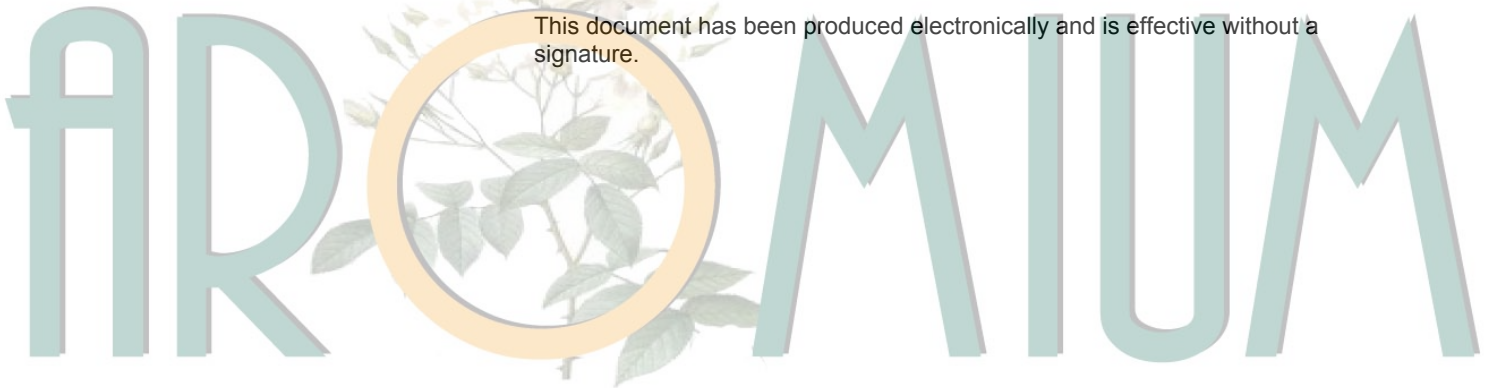 This document has been produced electronically and is effective without a
signature.
AROMIUM